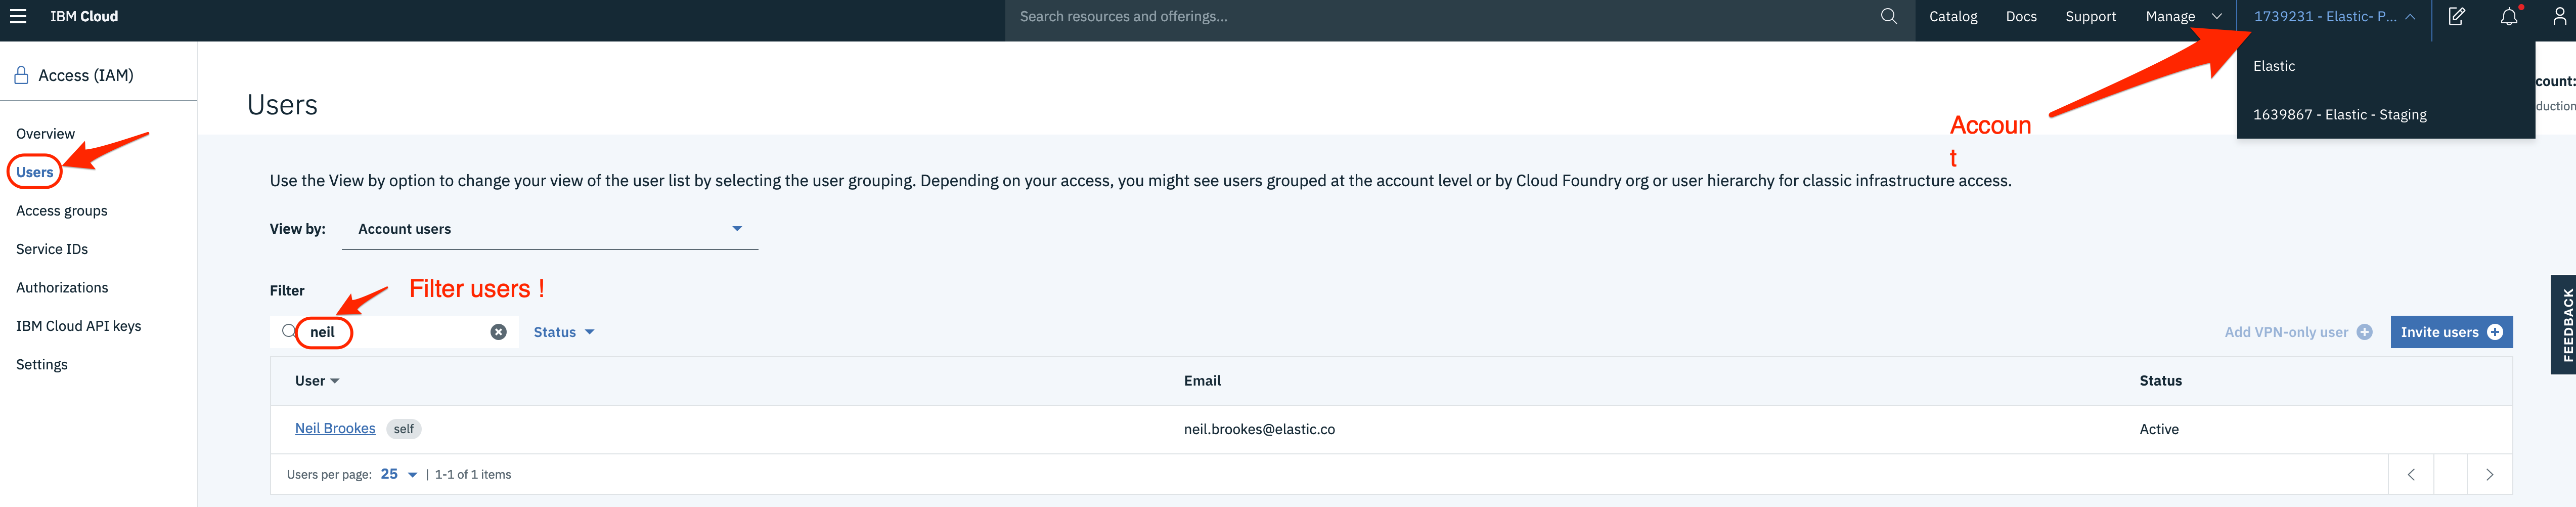 IBM Cloud
Search resources and offerings...
Catalog
Docs
Support
Manage
1739231 - Elastic- P...
Elastic
1639867 - Elastic - Staging
count:
duction
Access (IAM)
Overview
Users
Access groups
Service IDs
Authorizations
IBM Cloud API keys
Settings
Users
Accoun
t
Use the View by option to change your view of the user list by selecting the user grouping. Depending on your access, you might see users grouped at the account level or by Cloud Foundry org or user hierarchy for classic infrastructure access.
View by:
Account users
Filter
Filter users !
neil
Status
Add VPN-only user
Invite users
FEEDBACK
User
Email
Status
Neil Brookes
self
neil.brookes@elastic.co
Active
Users per page: 25 | 1-1 of 1 items